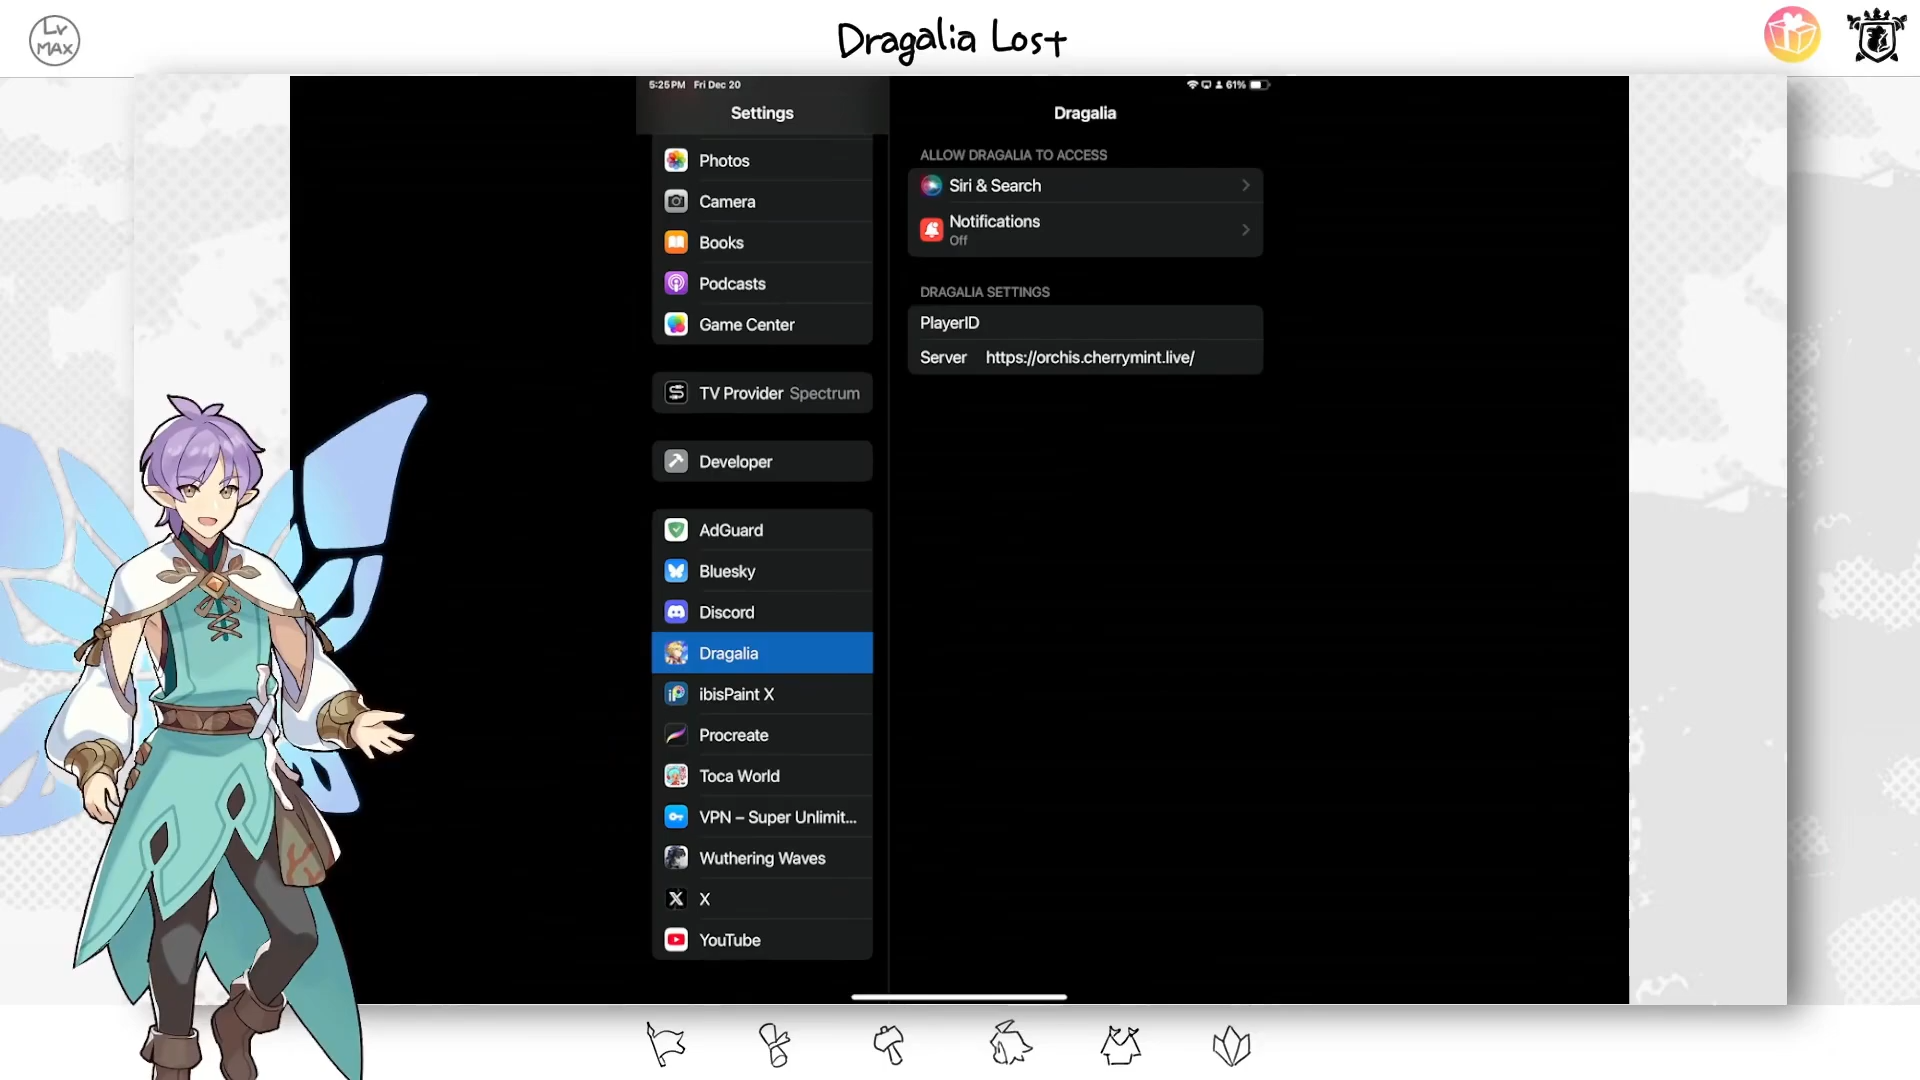 Lv
MAX
Dragalia Lost
5:25 PM Fri Dec 20
61%
Settings
Photos
Camera
Books
Podcasts
Game Center
TV Provider Spectrum
Developer
AdGuard
Bluesky
Discord
Dragalia
ibisPaint X
Procreate
Toca World
VPN – Super Unlimit...
Wuthering Waves
X
YouTube
Dragalia
ALLOW DRAGALIA TO ACCESS
Siri & Search
Notifications
Off
DRAGALIA SETTINGS
PlayerID
Server https://orchis.cherrymint.live/